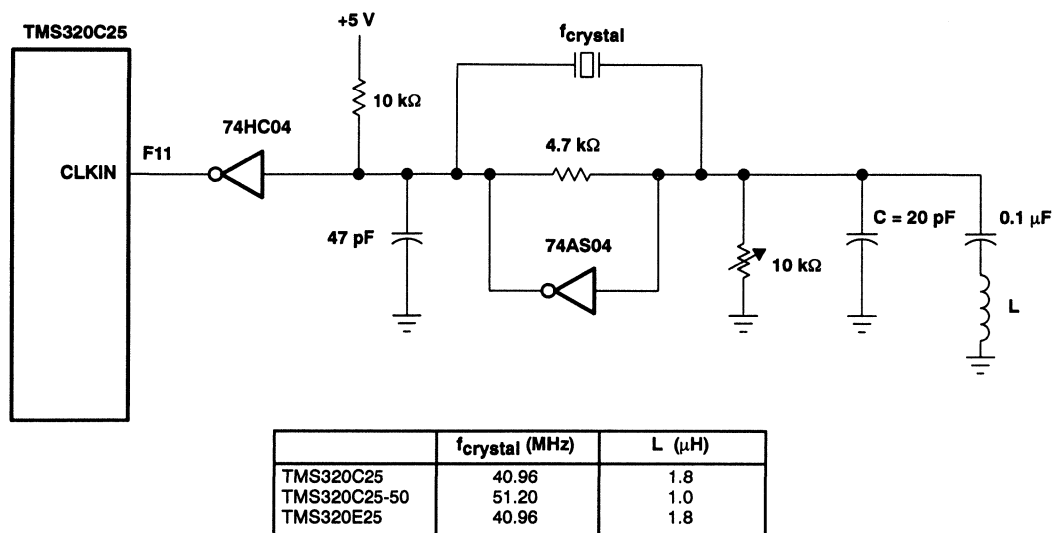 TMS320C25
+5 V
fcrystal
10 kΩ
74HC04
4.7 kΩ
CLKIN
F11
47 pF
74AS04
10 kΩ
C = 20 pF
0.1 μF
L
fcrystal (MHz) L (μH)
TMS320C25 40.96 1.8
TMS320C25-50 51.20 1.0
TMS320E25 40.96 1.8